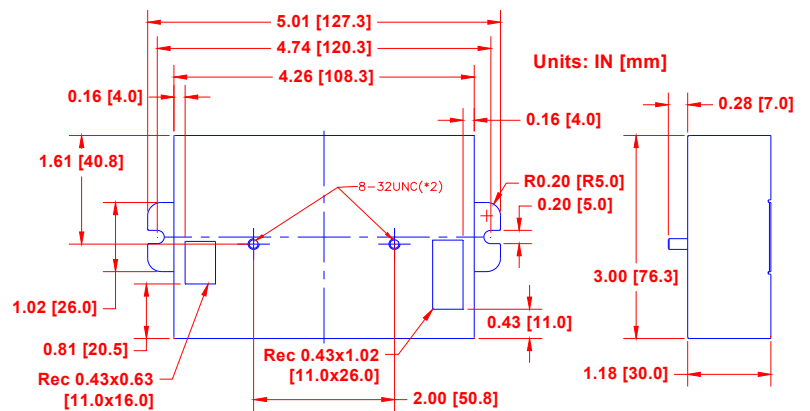 5.01 [127.3]
4.74 [120.3]
4.26 [108.3]
Units: IN [mm]
0.16 [4.0]
0.28 [7.0]
0.16 [4.0]
1.61 [40.8]
8-32UNC(*2)
R0.20 [R5.0]
0.20 [5.0]
3.00 [76.3]
1.02 [26.0]
0.43 [11.0]
0.81 [20.5]
Rec 0.43x1.02
[11.0x26.0]
1.18 [30.0]
Rec 0.43x0.63
[11.0x16.0]
2.00 [50.8]